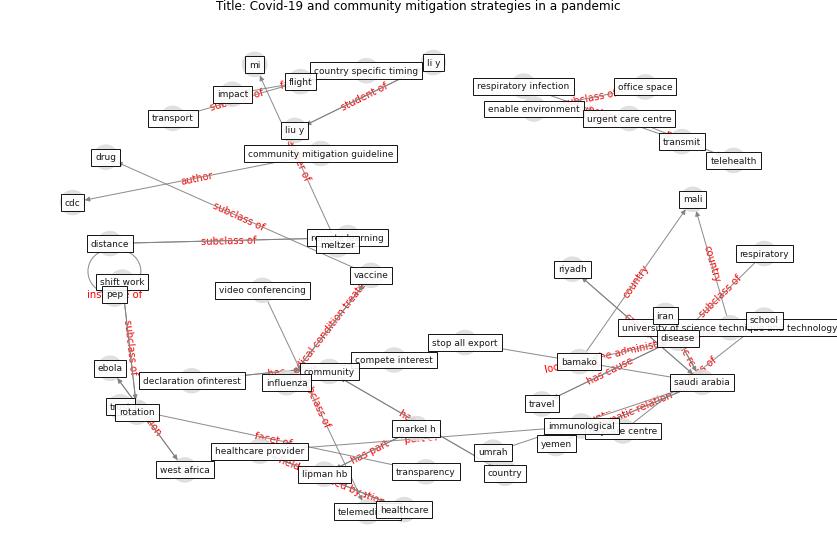 Title: Covid-19 and community mitigation strategies in a pandemic
mi
country specific timing
li y
flight
impact
student of
transport
liu y
respiratory infection
office space
enable environment
urgent care centre
transmit
telehealth
community mitigation guideline
drug
author
cdc
subclass of
mali
distance
subclass of
meltzer
respiratory
shift work
pep
vaccine
riyadh
country
country
subclass of
video conferencing
iran
school
university of science technique and technology
disease
subclass of
stop all export
compete interest
bamako
has cause
saudi arabia
ebola
declaration ofinterest
community
influenza
travel
rotation
markel h
immunological
yemen
facet of
healthcare provider
has part
umrah
west africa
lipman hb
transparency
country
healthcare